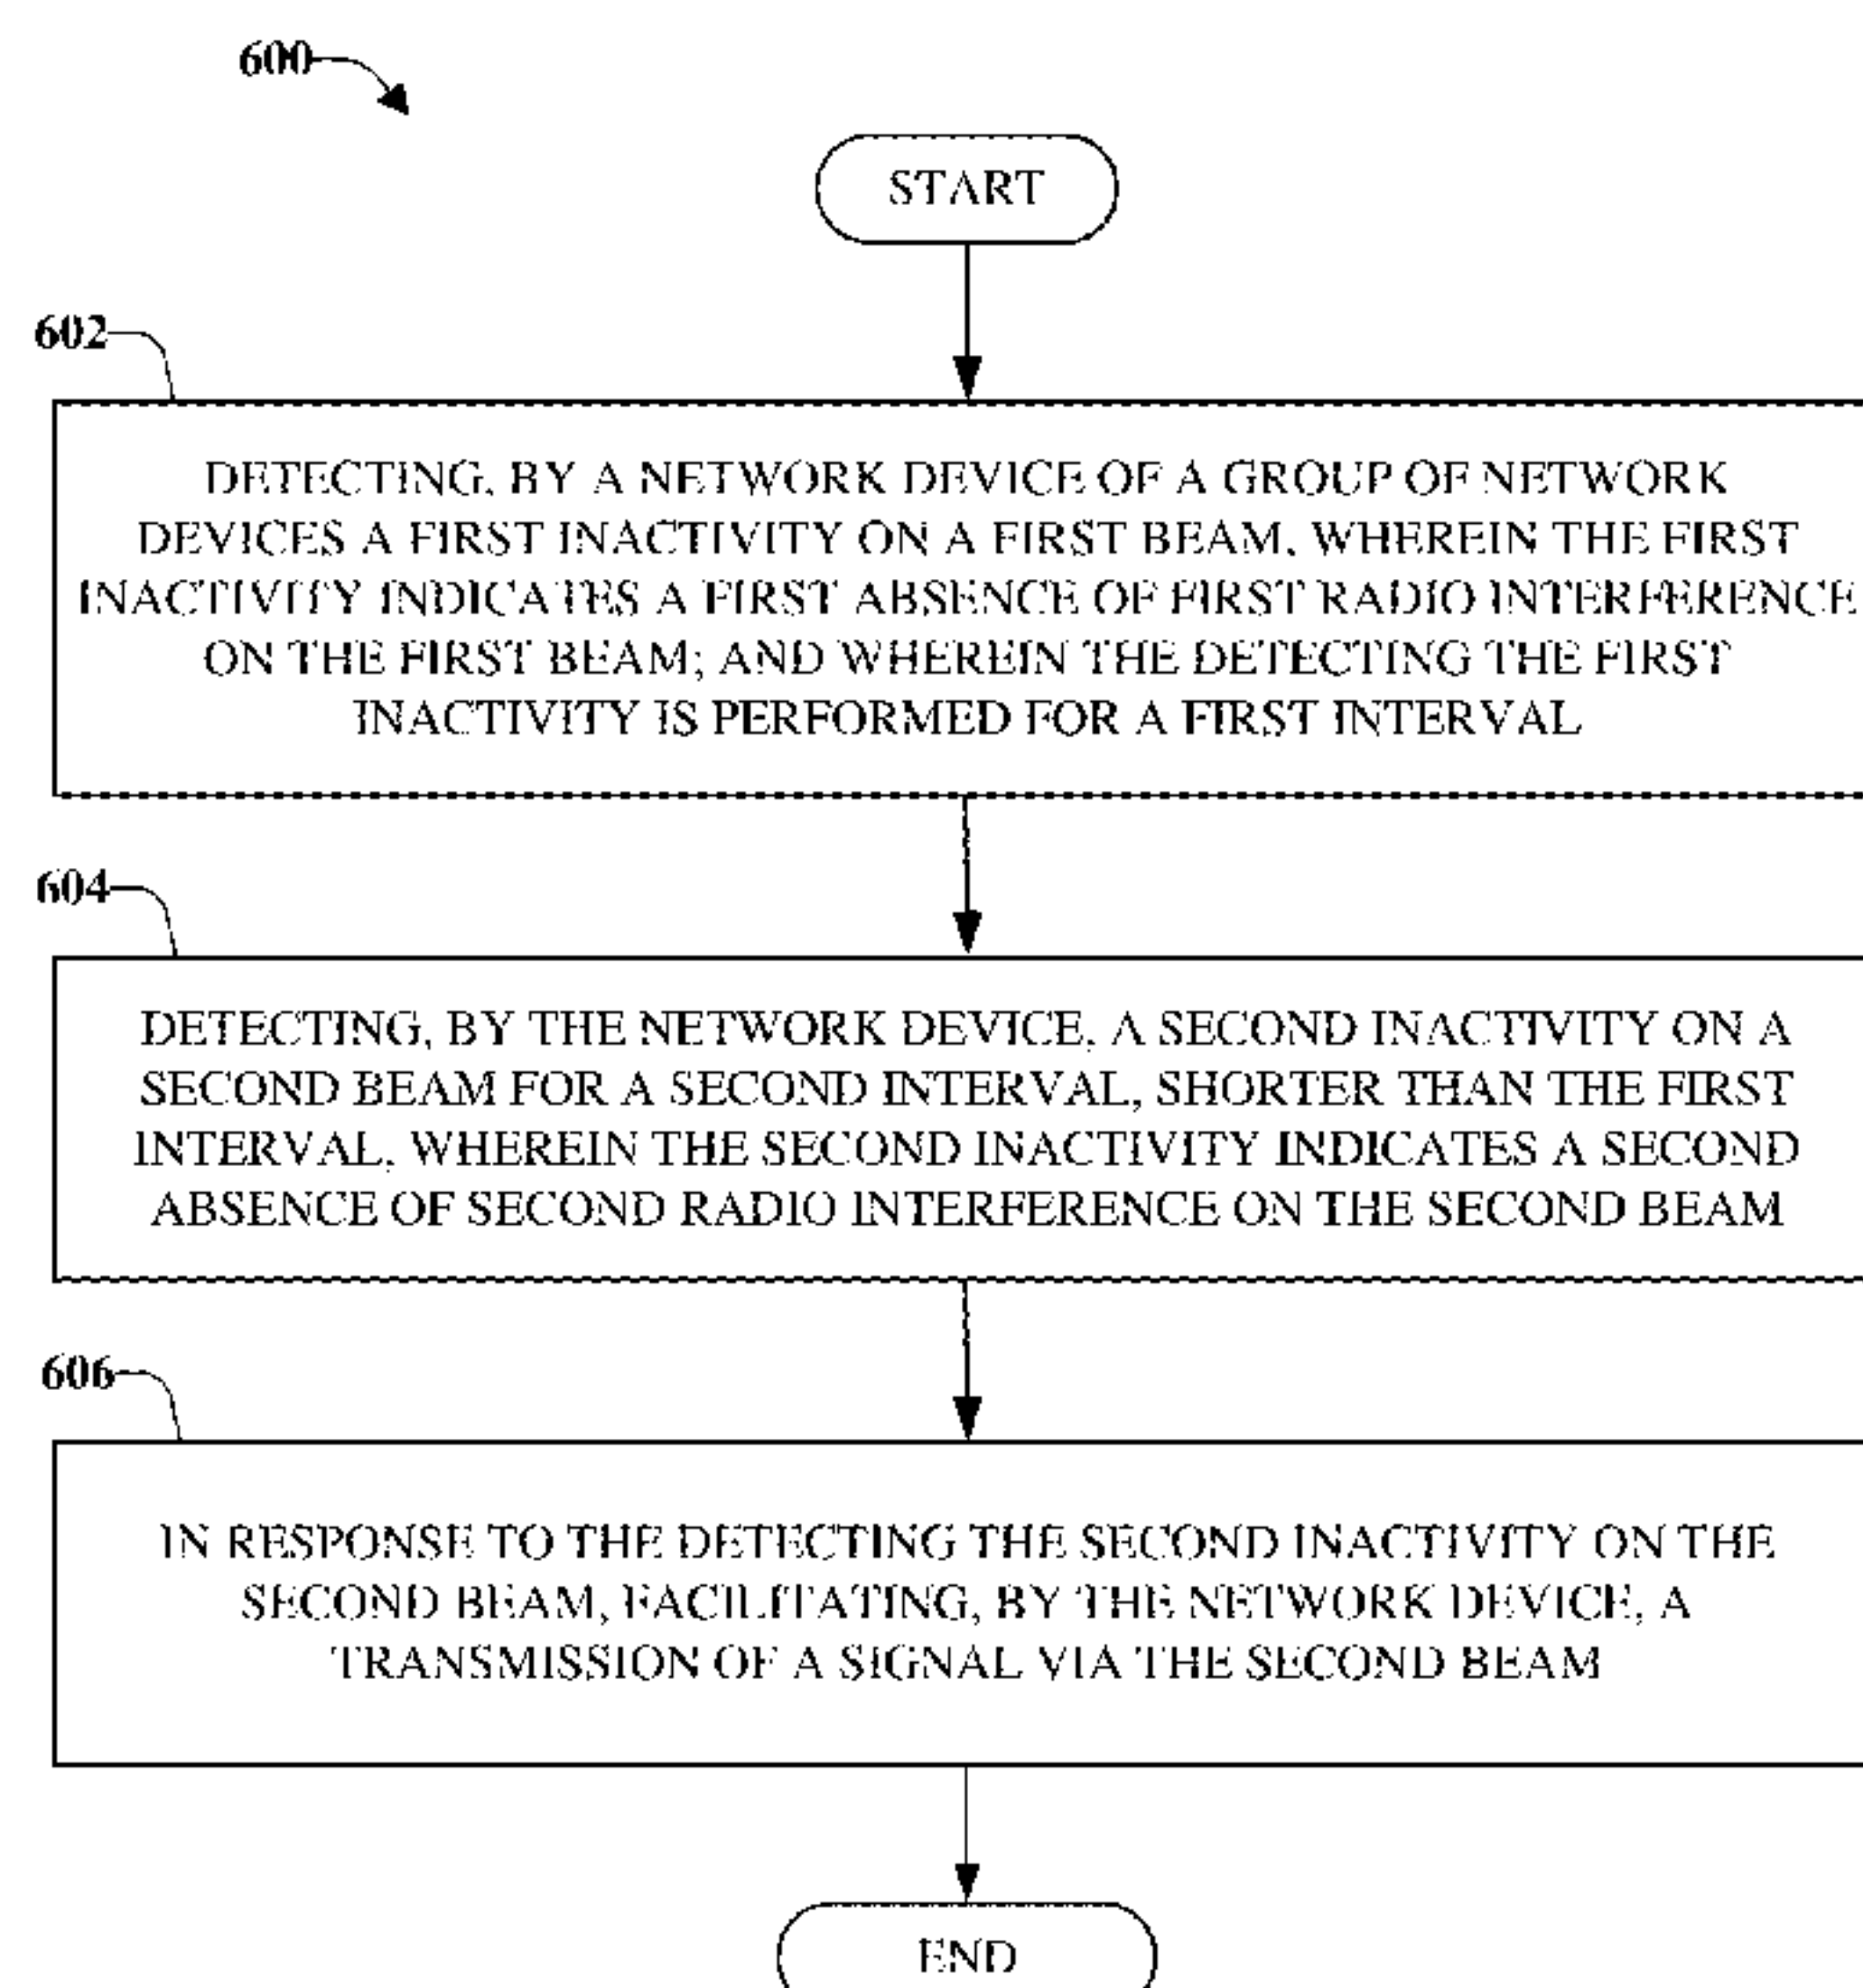 600
START
602
DETECTING, BY A NETWORK DEVICE OF A GROUP OF NETWORK
DEVICES A FIRST INACTIVITY ON A FIRST BEAM, WHEREIN THE FIRST
INACTIVITY INDICATES A FIRST ABSENCE OF FIRST RADIO INTERFERENCE
ON THE FIRST BEAM; AND WHEREIN THE DETECTING THE FIRST
INACTIVITY IS PERFORMED FOR A FIRST INTERVAL
604
DETECTING, BY THE NETWORK DEVICE, A SECOND INACTIVITY ON A
SECOND BEAM FOR A SECOND INTERVAL, SHORTER THAN THE FIRST
INTERVAL, WHEREIN THE SECOND INACTIVITY INDICATES A SECOND
ABSENCE OF SECOND RADIO INTERFERENCE ON THE SECOND BEAM
606
IN RESPONSE TO THE DETECTING THE SECOND INACTIVITY ON THE
SECOND BEAM, FACILITATING, BY THE NETWORK DEVICE, A
TRANSMISSION OF A SIGNAL VIA THE SECOND BEAM
END